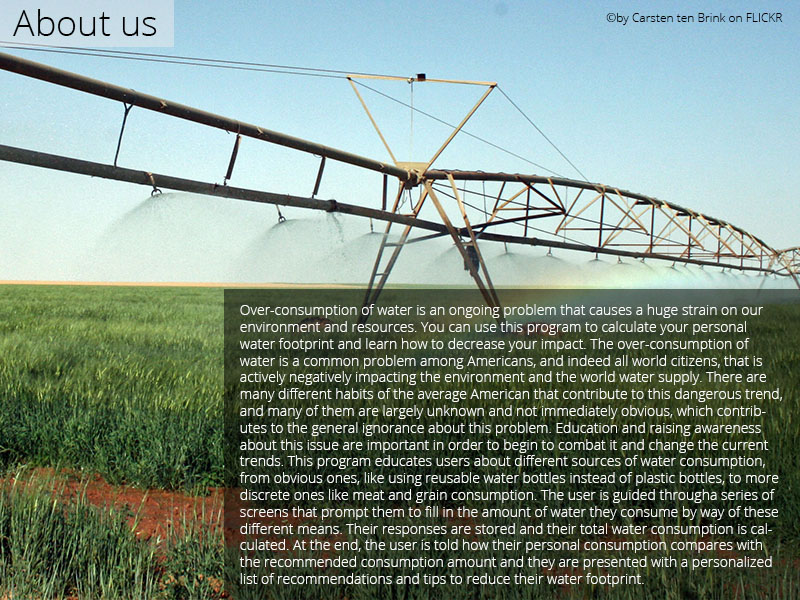 About us
©by Carsten ten Brink on FLICKR
Over-consumption of water is an ongoing problem that causes a huge strain on our
environment and resources. You can use this program to calculate your personal
water footprint and learn how to decrease your impact. The over-consumption of
water is a common problem among Americans, and indeed all world citizens, that is
actively negatively impacting the environment and the world water supply. There are
many different habits of the average American that contribute to this dangerous trend,
and many of them are largely unknown and not immediately obvious, which contrib-
utes to the general ignorance about this problem. Education and raising awareness
about this issue are important in order to begin to combat it and change the current
trends. This program educates users about different sources of water consumption,
from obvious ones, like using reusable water bottles instead of plastic bottles, to more
discrete ones like meat and grain consumption. The user is guided througha series of
screens that prompt them to fill in the amount of water they consume by way of these
different means. Their responses are stored and their total water consumption is cal-
culated. At the end, the user is told how their personal consumption compares with
the recommended consumption amount and they are presented with a personalized
list of recommendations and tips to reduce their water footprint.